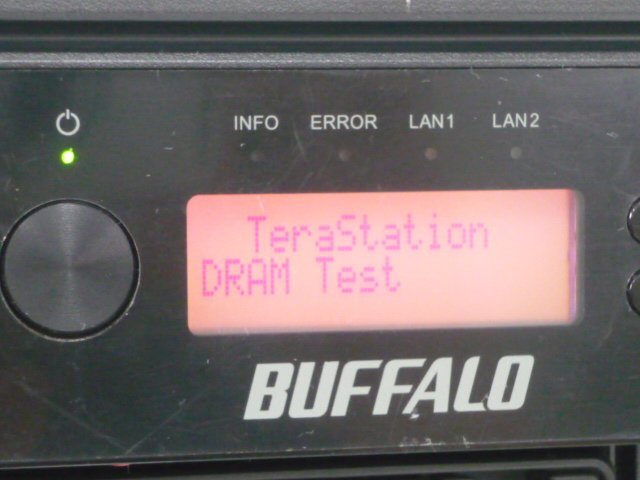 INFO ERROR LAN1 LAN2
TeraStation
DRAM Test
BUFFALO